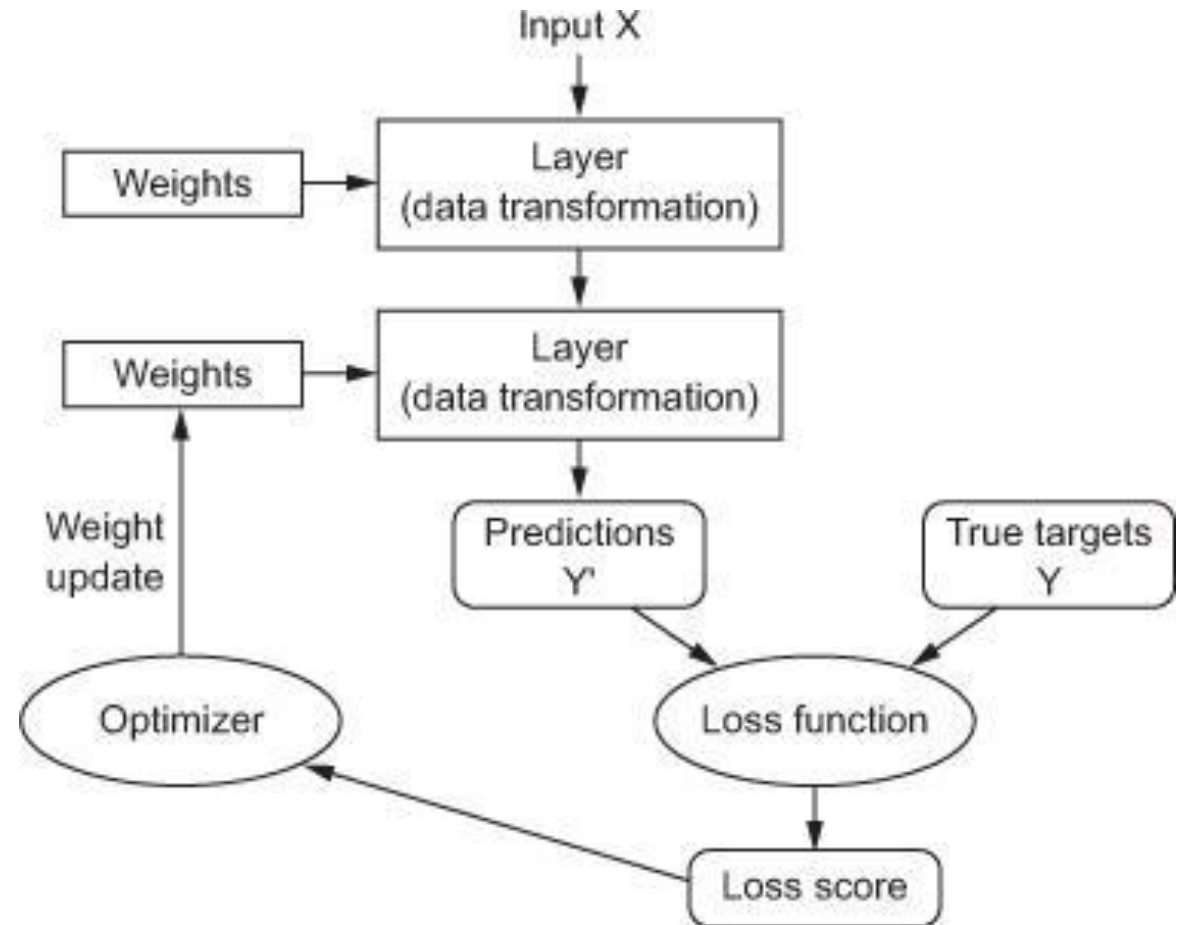 Input X
Weights
Layer
(data transformation)
Weights
Layer
(data transformation)
Weight
update
Predictions
Y'
True targets
Y
Optimizer
Loss function
Loss score